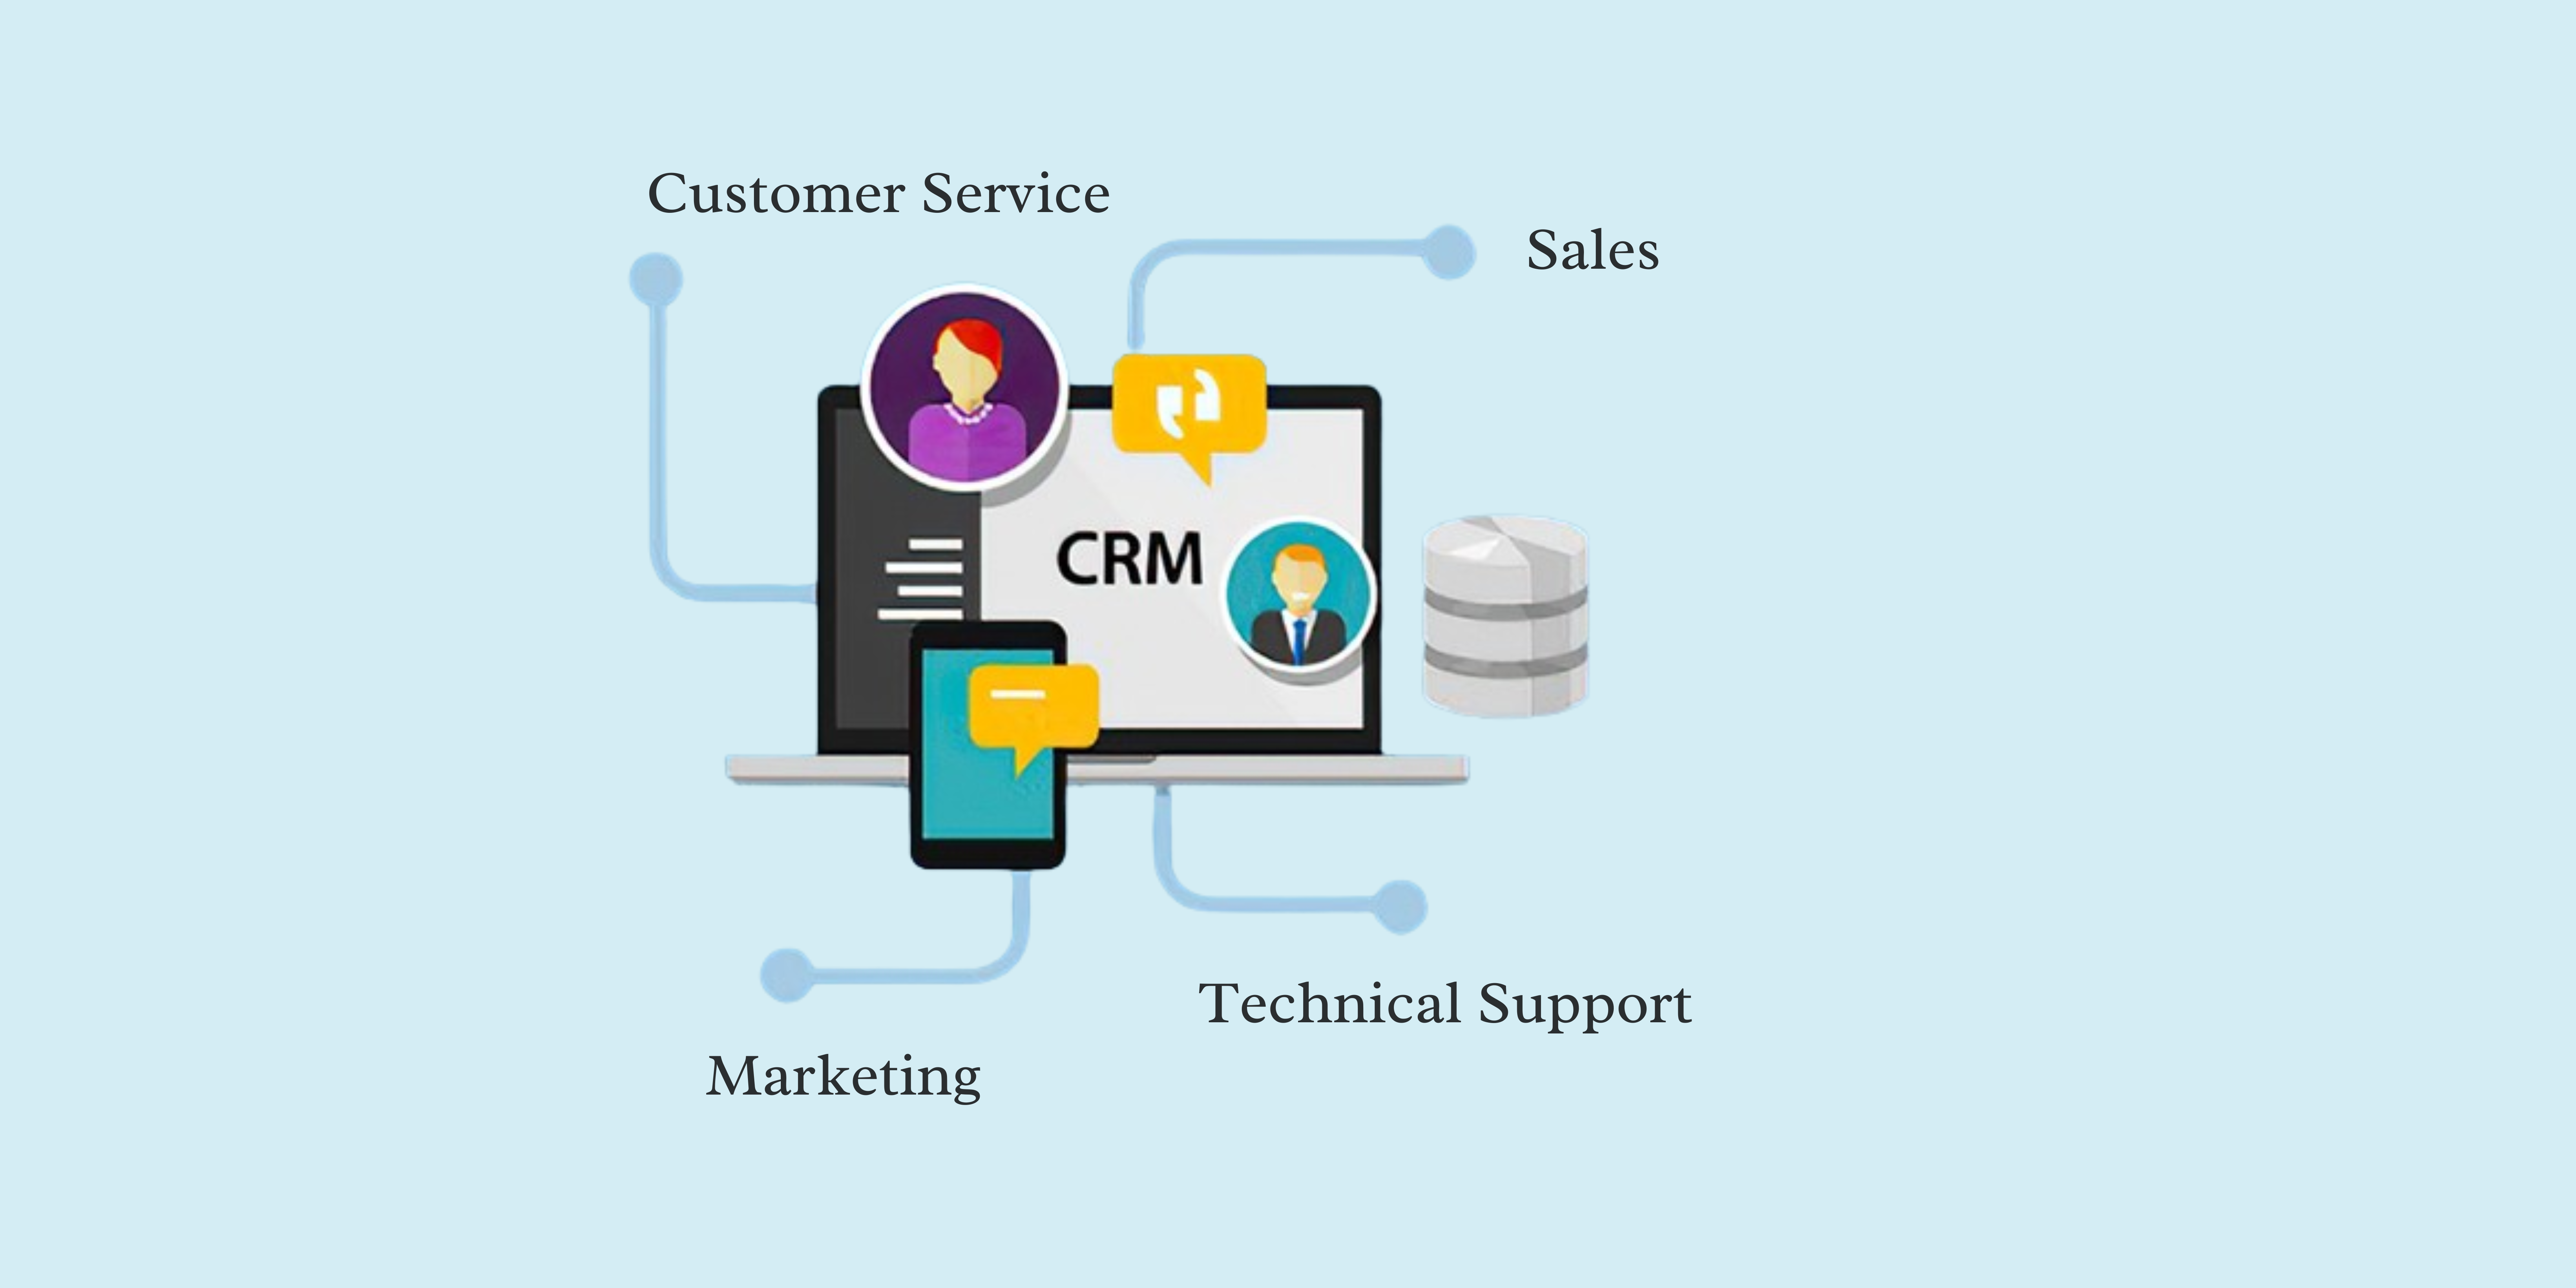 Customer Service
Sales
CRM
Technical Support
Marketing